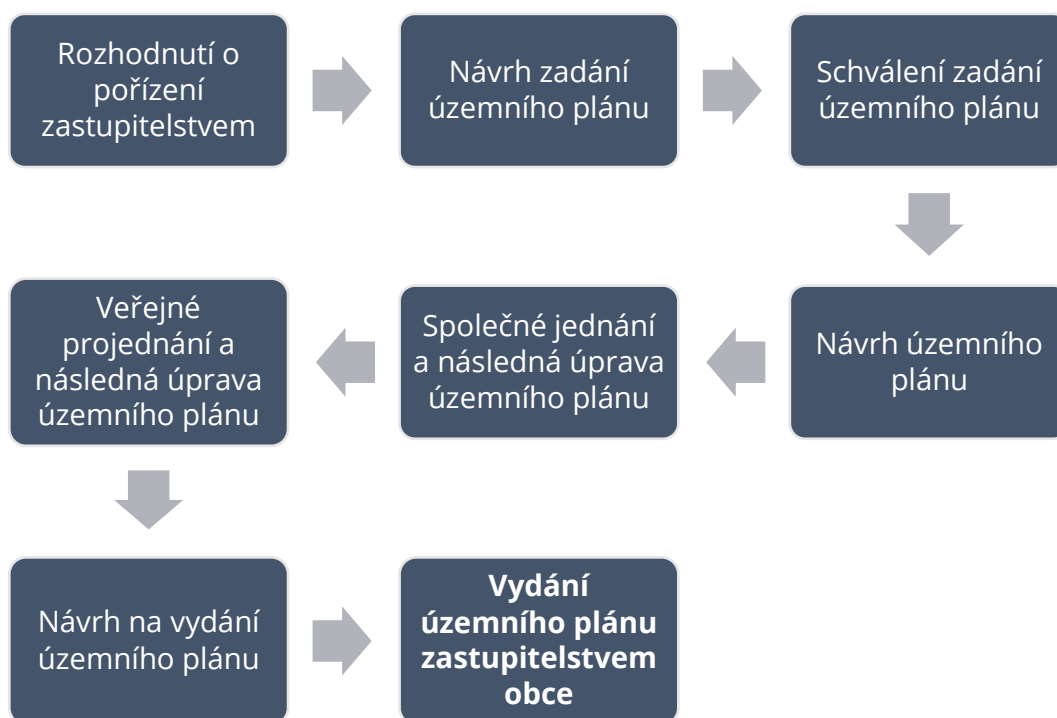 Rozhodnutí o
pořízení
zastupitelstvem
Návrh zadání
územního plánu
Schválení zadání
územního plánu
Návrh územního
plánu
Společné jednání
a následná úprava
územního plánu
Veřejné
projednání a
následná úprava
územního plánu
Návrh na vydání
územního plánu
Vydání
územního plánu
zastupitelstvem
obce